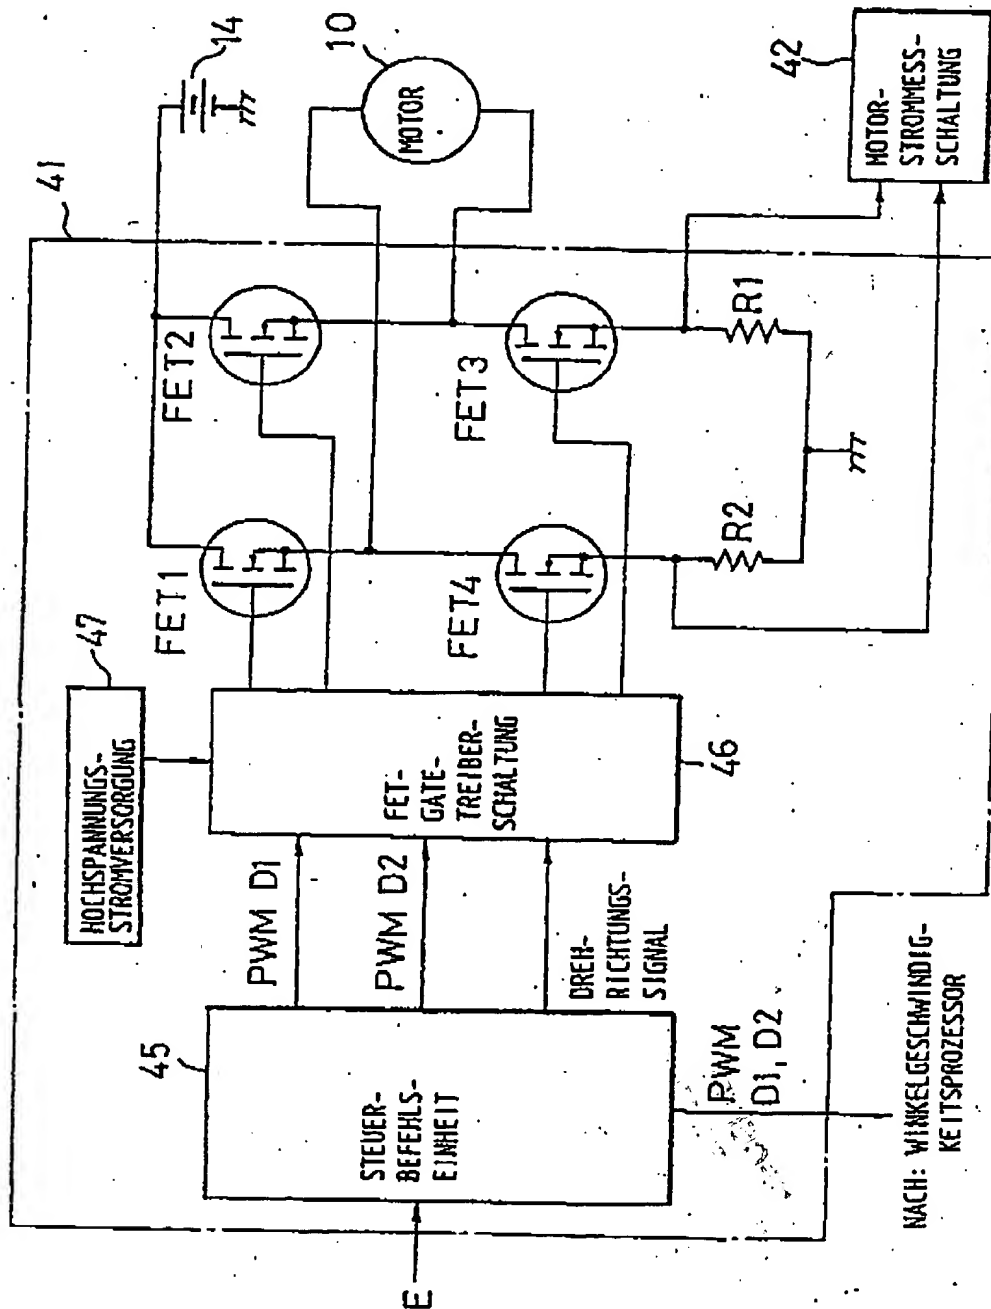 41
14
10
MOTOR
42
MOTOR-
STROMMESS-
SCHALTUNG
FET2
FET1
FET3
FET4
R1
R2
47
HOCHSPANNUNGS-
STROMVERSORGUNG
FET-
GATE-
TREIBER-
SCHALTUNG
46
PWM D1
PWM D2
DREH-
RICHTUNGS-
SIGNAL
45
STEUER-
BEFEHLS-
EINHEIT
PWM
D1, D2
NACH: WINKELGESCHWINDIG-
KEITSPROZESSOR
E